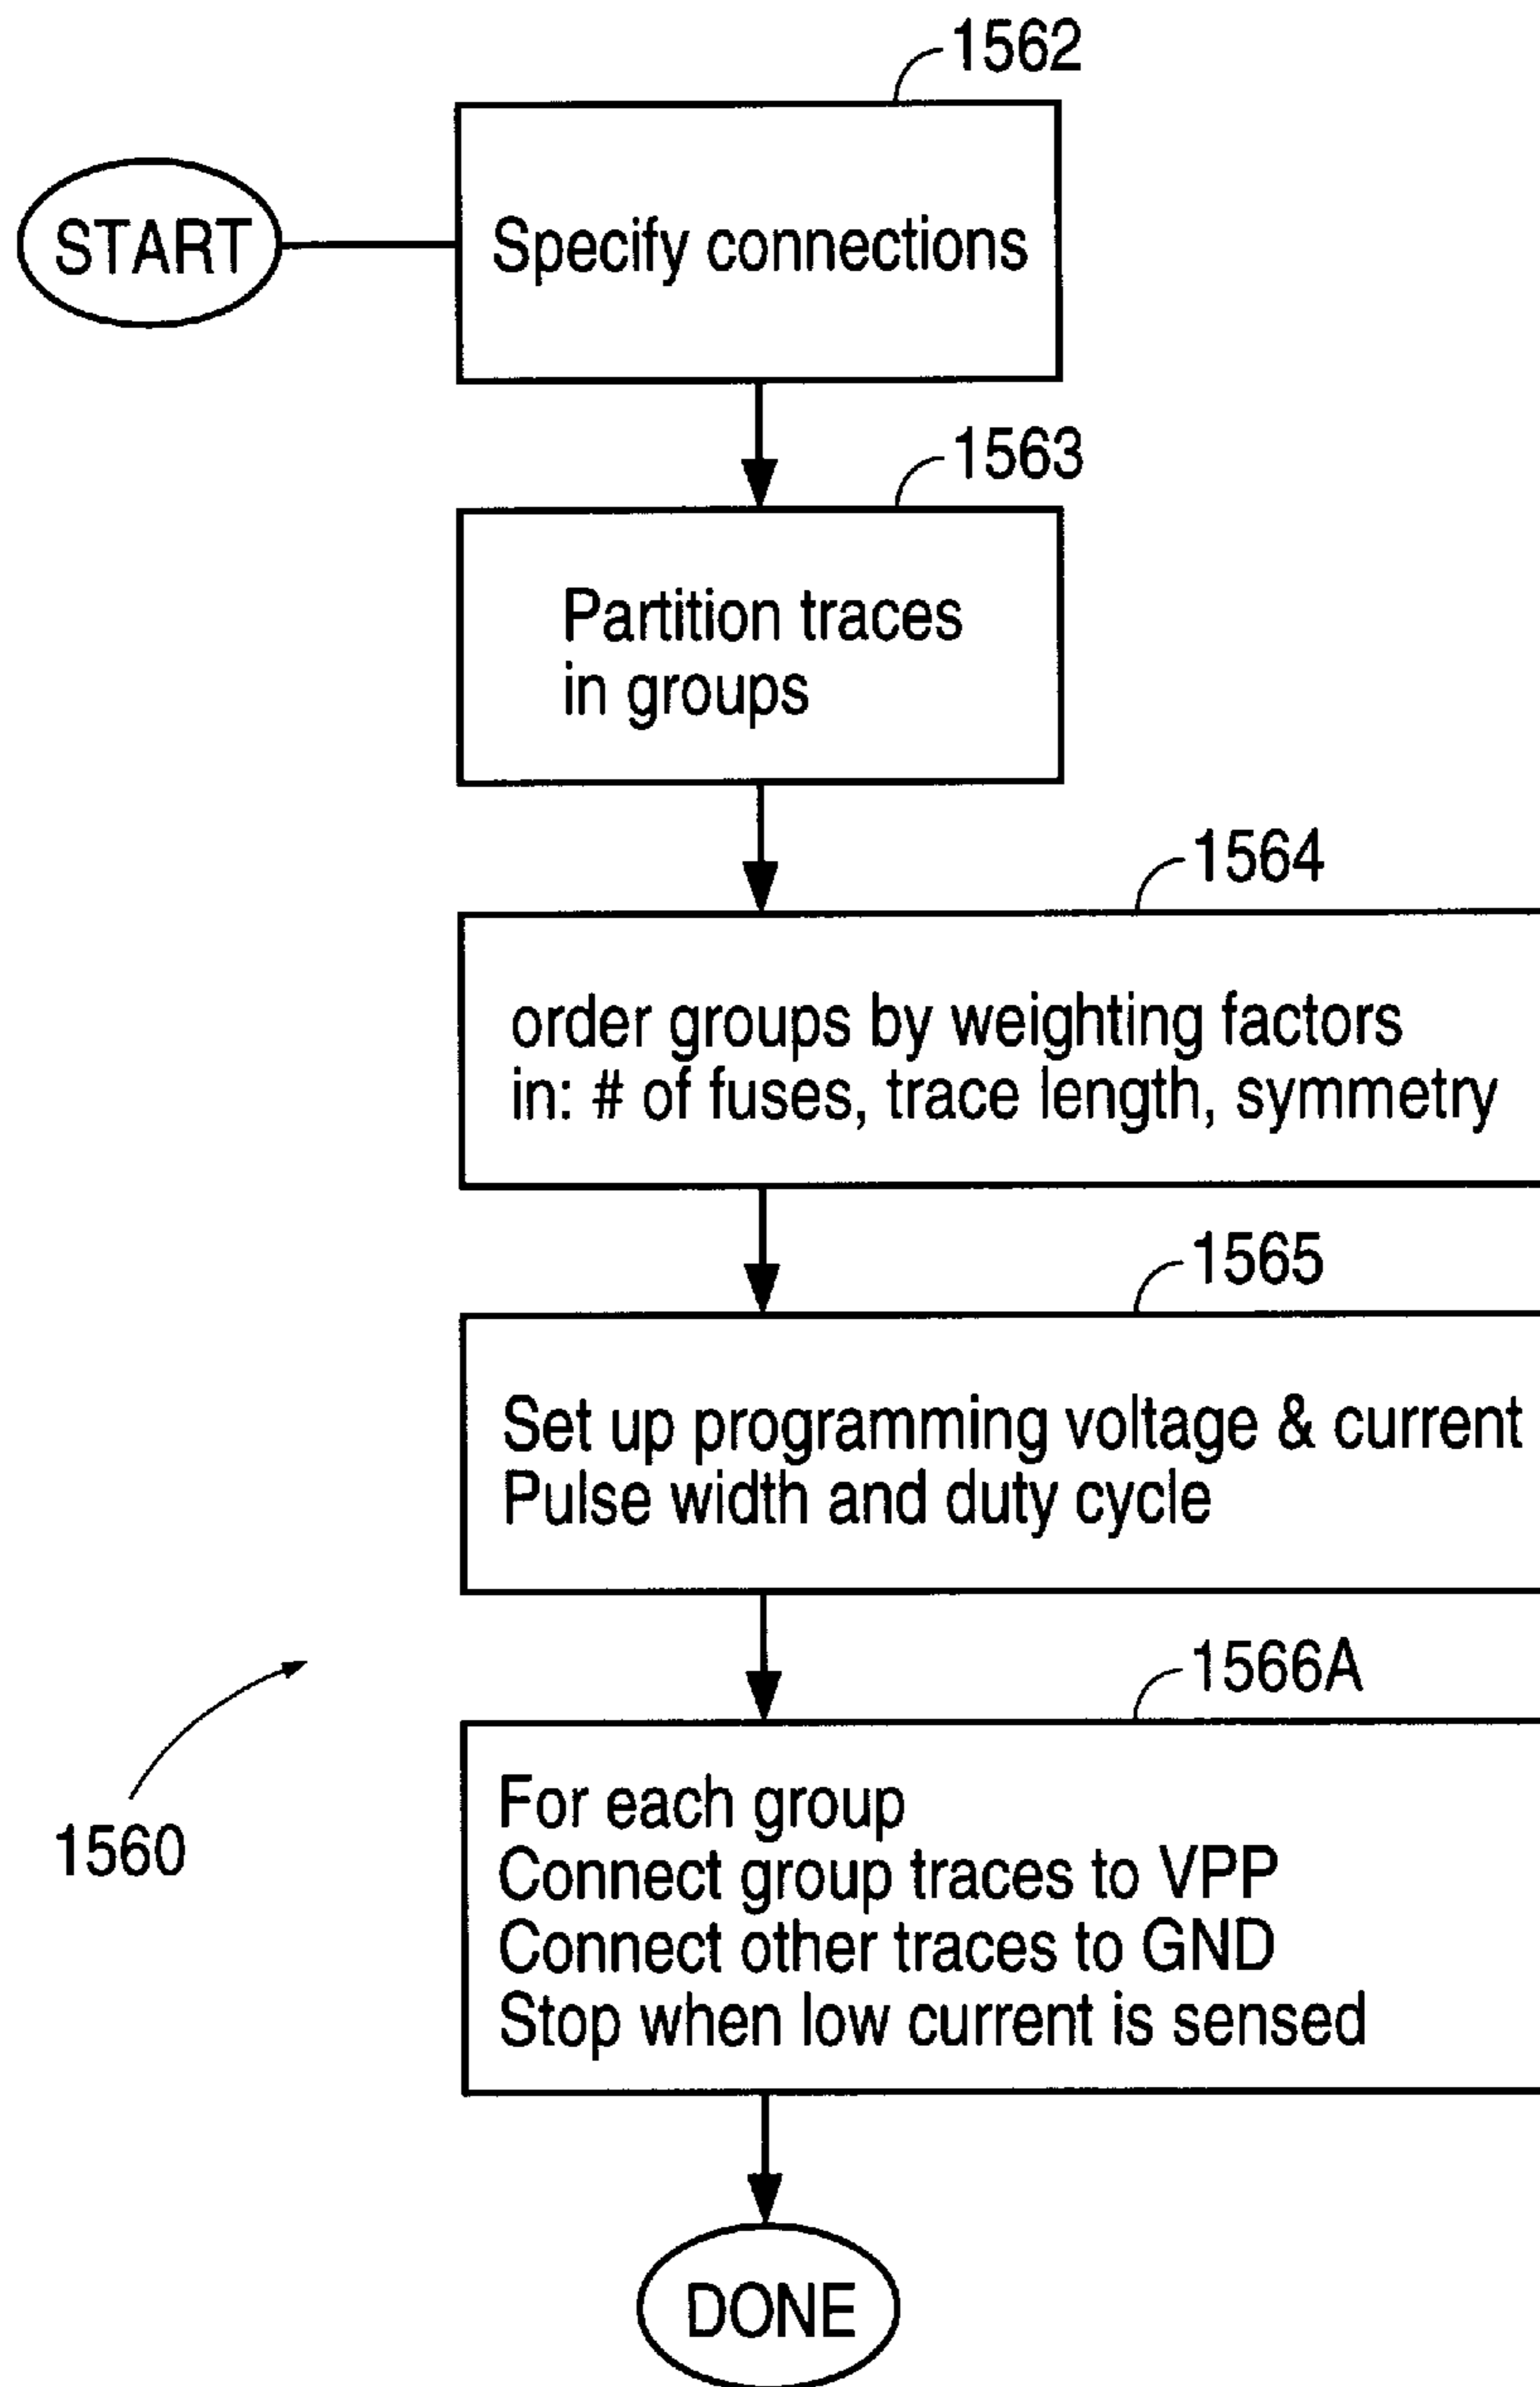 1562
START
Specify connections
1563
Partition traces
in groups
1564
order groups by weighting factors
in: # of fuses, trace length, symmetry
1565
Set up programming voltage & current
Pulse width and duty cycle
1566A
For each group
Connect group traces to VPP
Connect other traces to GND
Stop when low current is sensed
1560
DONE